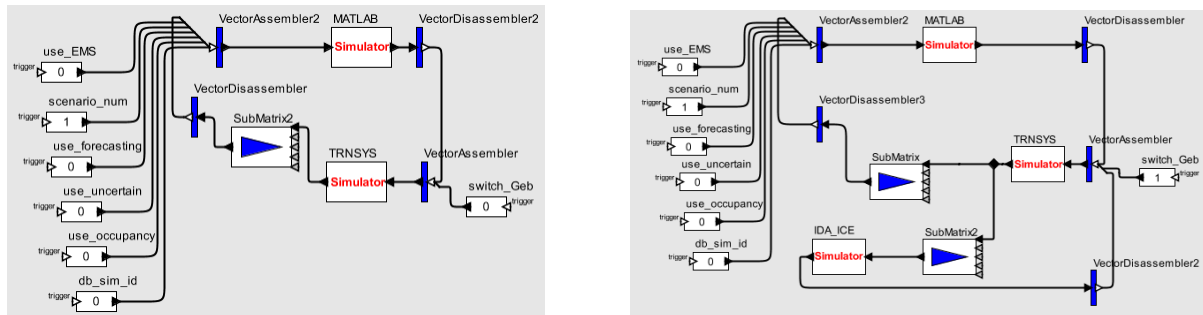 VectorAssembler2
MATLAB
VectorDisassembler2
use_EMS
trigger
0
Simulator
scenario_num
trigger
1
VectorDisassembler
SubMatrix2
use_forecasting
trigger
0
TRNSYS
Simulator
VectorAssembler
switch_Geb
0
trigger
use_uncertain
trigger
0
use_occupancy
trigger
0
db_sim_id
trigger
0
VectorAssembler2
MATLAB
VectorDisassembler
use_EMS
trigger
0
Simulator
scenario_num
trigger
1
VectorDisassembler3
use_forecasting
trigger
0
SubMatrix
TRNSYS
Simulator
VectorAssembler
switch_Geb
1
trigger
use_uncertain
trigger
0
use_occupancy
trigger
0
db_sim_id
trigger
0
IDA_ICE
Simulator
SubMatrix2
VectorDisassembler2